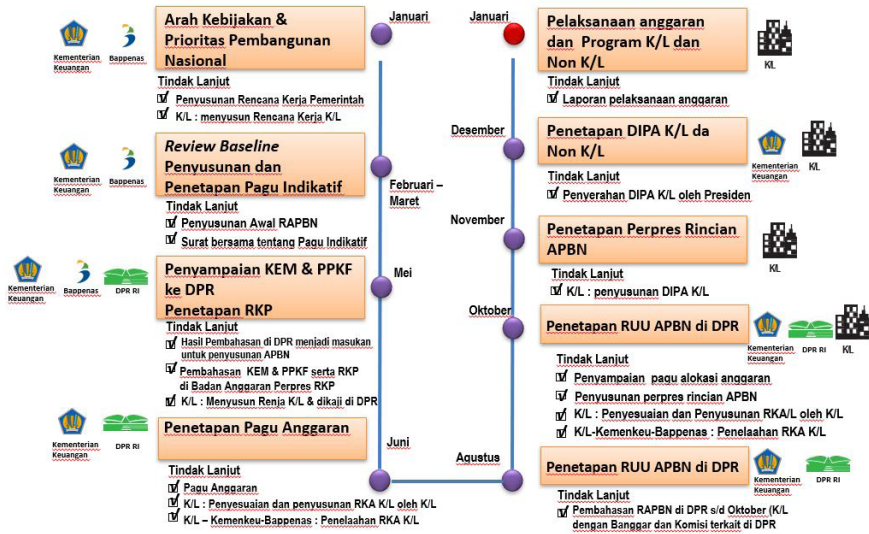 Arah Kebijakan &
Prioritas Pembangunan
Nasional
Januari
Kementerian
Keuangan
Bappenas
Tindak Lanjut
Penyusunan Rencana Kerja Pemerintah
K/L : menyusun Rencana Kerja K/L
Review Baseline
Penyusunan dan
Penetapan Pagu Indikatif
Februari –
Maret
Kementerian
Keuangan
Bappenas
Tindak Lanjut
Penyusunan Awal RAPBN
Surat bersama tentang Pagu Indikatif
Penyampaian KEM & PPKF
ke DPR
Penetapan RKP
Mei
Kementerian
Keuangan
Bappenas
DPR RI
Tindak Lanjut
Hasil Pembahasan di DPR menjadi masukan
untuk penyusunan APBN
Pembahasan KEM & PPKF serta RKP
di Badan Anggaran Perpres RKP
K/L : Menyusun Renja K/L & dikaji di DPR
Penetapan Pagu Anggaran
Juni
Kementerian
Keuangan
DPR RI
Tindak Lanjut
Pagu Anggaran
K/L : Penyesuaian dan penyusunan RKA K/L oleh K/L
K/L – Kemenkeu-Bappenas : Penelaahan RKA K/L
Januari
Pelaksanaan anggaran
dan Program K/L dan
Non K/L
K/L
Tindak Lanjut
Laporan pelaksanaan anggaran
Desember
Penetapan DIPA K/L da
Non K/L
Kementerian
Keuangan
K/L
Tindak Lanjut
Penyerahan DIPA K/L oleh Presiden
November
Penetapan Perpres Rincian
APBN
K/L
Tindak Lanjut
K/L : penyusunan DIPA K/L
Oktober
Penetapan RUU APBN di DPR
Kementerian
Keuangan
DPR RI
K/L
Tindak Lanjut
Penyampaian pagu alokasi anggaran
Penyusunan perpres rincian APBN
K/L : Penyesuaian dan Penyusunan RKA/L oleh K/L
K/L-Kemenkeu-Bappenas : Penelaahan RKA K/L
Agustus
Penetapan RUU APBN di DPR
Kementerian
Keuangan
DPR RI
Tindak Lanjut
Pembahasan RAPBN di DPR s/d Oktober (K/L
dengan Banggar dan Komisi terkait di DPR